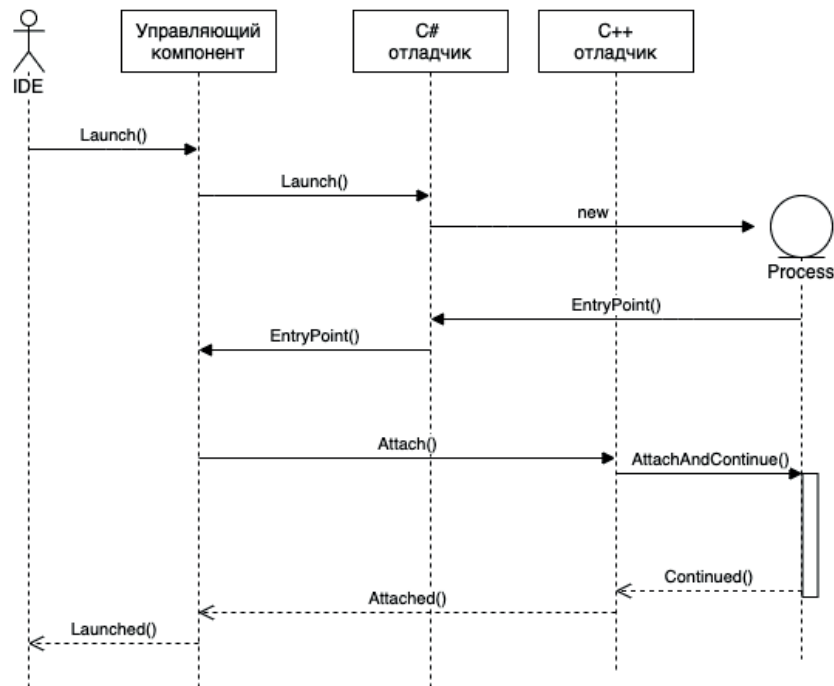 Управляющий
компонент
C#
отладчик
C++
отладчик
IDE
Launch()
Launch()
new
Process
EntryPoint()
EntryPoint()
Attach()
AttachAndContinue()
Continued()
Attached()
Launched()